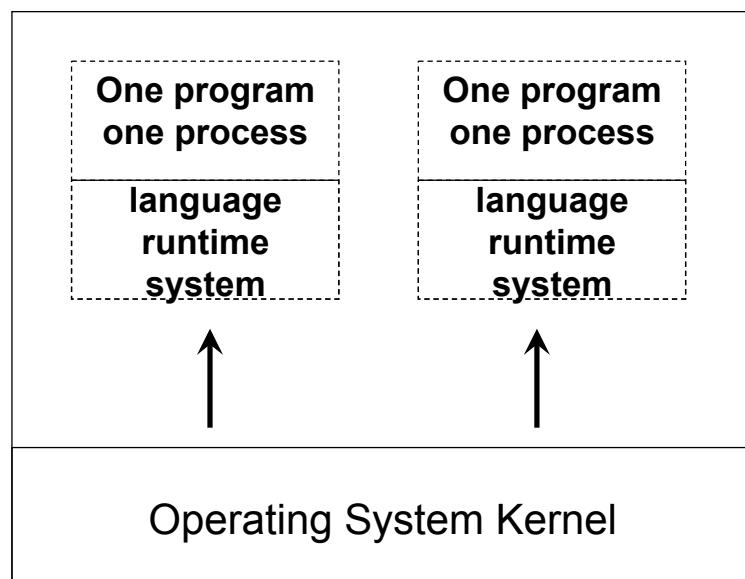 One program
one process
language
runtime
system
One program
one process
language
runtime
system
Operating System Kernel